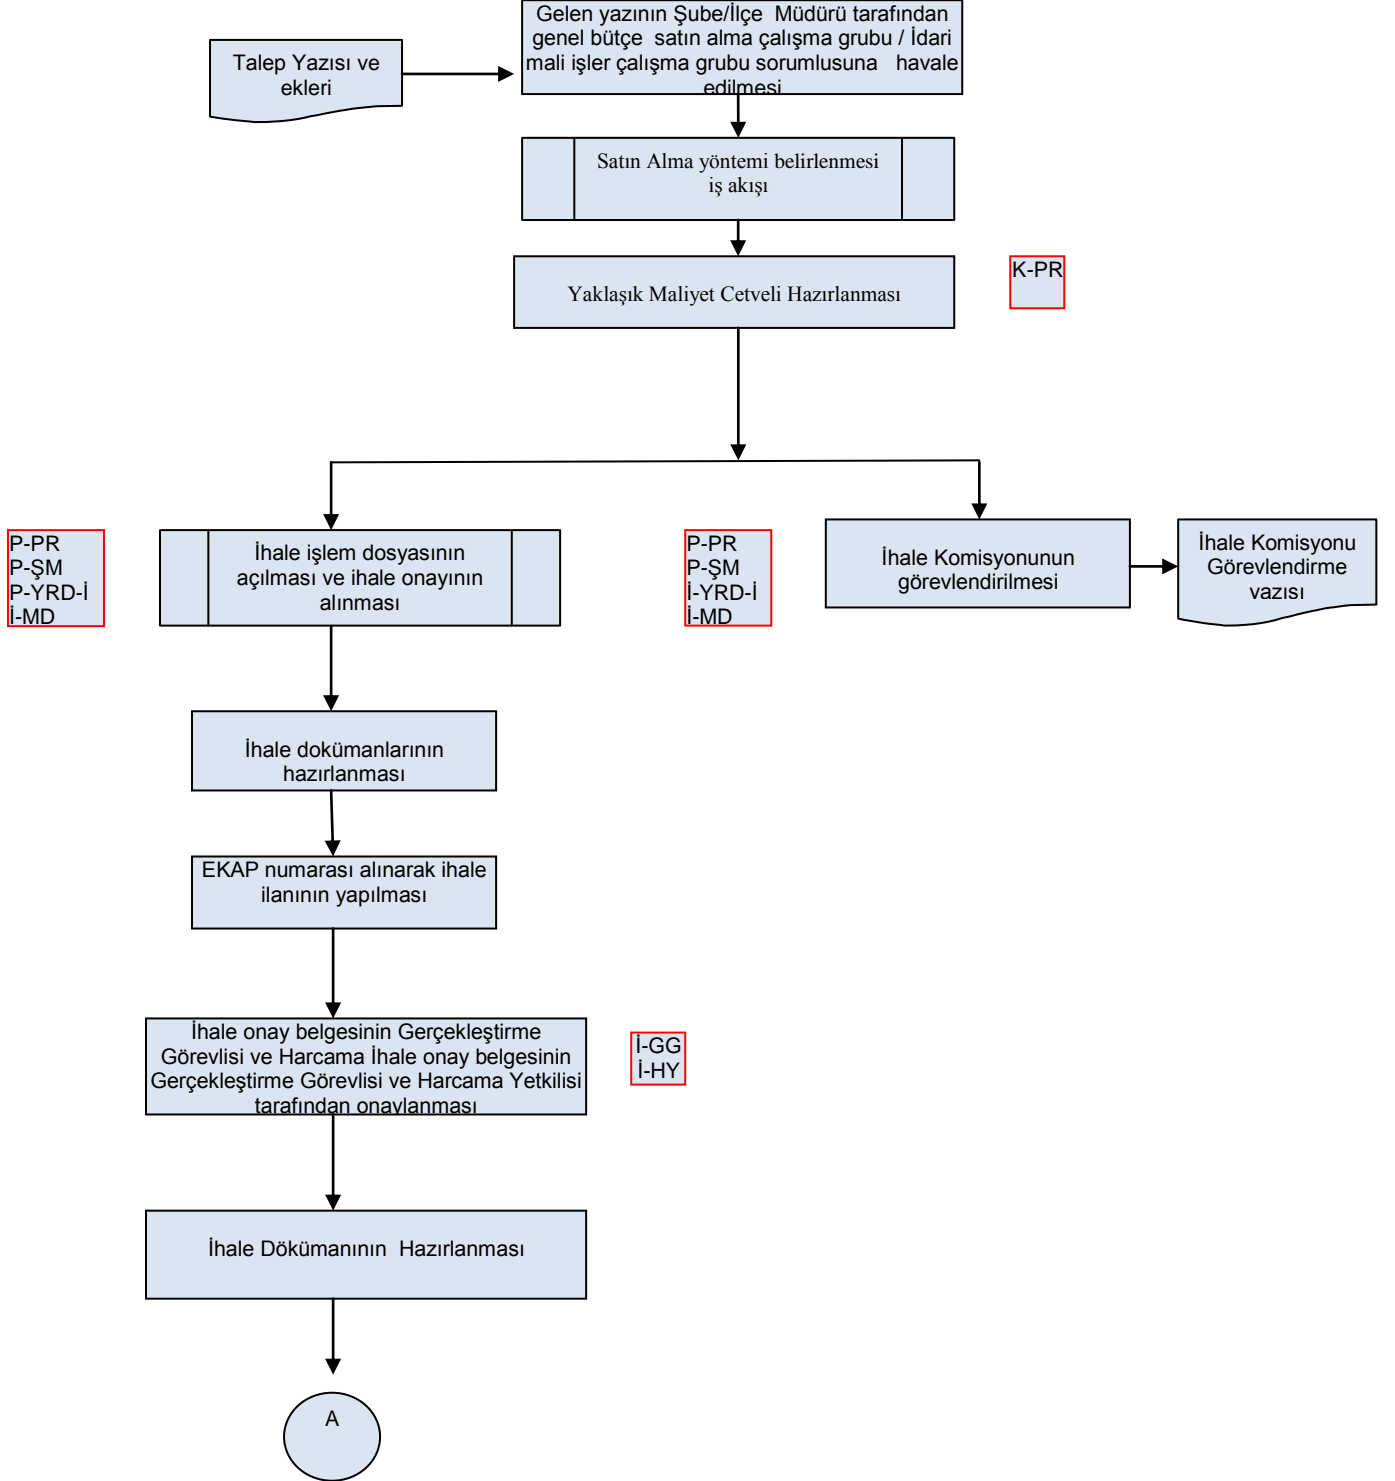 Gelen yazının Şube/İlçe Müdürü tarafından
genel bütçe satın alma çalışma grubu / İdari
mali işler çalışma grubu sorumlusuna havale
edilmesi
Talep Yazısı ve
ekleri
Satın Alma yöntemi belirlenmesi
iş akışı
Yaklaşık Maliyet Cetveli Hazırlanması
K-PR
P-PR
P-ŞM
P-YRD-İ
İ-MD
İhale işlem dosyasının
açılması ve ihale onayının
alınması
P-PR
P-ŞM
İ-YRD-İ
İ-MD
İhale Komisyonunun
görevlendirilmesi
İhale Komisyonu
Görevlendirme
yazısı
İhale dokümanlarının
hazırlanması
EKAP numarası alınarak ihale
ilanının yapılması
İhale onay belgesinin Gerçekleştirme
Görevlisi ve Harcama İhale onay belgesinin
Gerçekleştirme Görevlisi ve Harcama Yetkilisi
tarafından onaylanması
İ-GG
İ-HY
İhale Dökümanının Hazırlanması
A